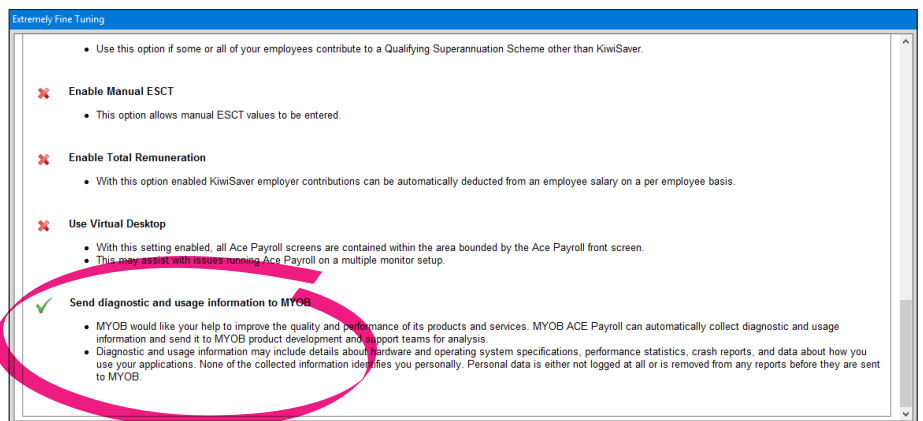 Extremely Fine Tuning
• Use this option if some or all of your employees contribute to a Qualifying Superannuation Scheme other than KiwiSaver.
Enable Manual ESCT
• This option allows manual ESCT values to be entered.
Enable Total Remuneration
• With this option enabled KiwiSaver employer contributions can be automatically deducted from an employee salary on a per employee basis.
Use Virtual Desktop
• With this setting enabled, all Ace Payroll screens are contained within the area bounded by the Ace Payroll front screen.
• This may assist with issues running Ace Payroll on a multiple monitor setup.
Send diagnostic and usage information to MYOB
• MYOB would like your help to improve the quality and performance of its products and services. MYOB ACE Payroll can automatically collect diagnostic and usage
information and send it to MYOB product development and support teams for analysis.
• Diagnostic and usage information may include details about hardware and operating system specifications, performance statistics, crash reports, and data about how you
use your applications. None of the collected information identifies you personally. Personal data is either not logged at all or is removed from any reports before they are sent
to MYOB.